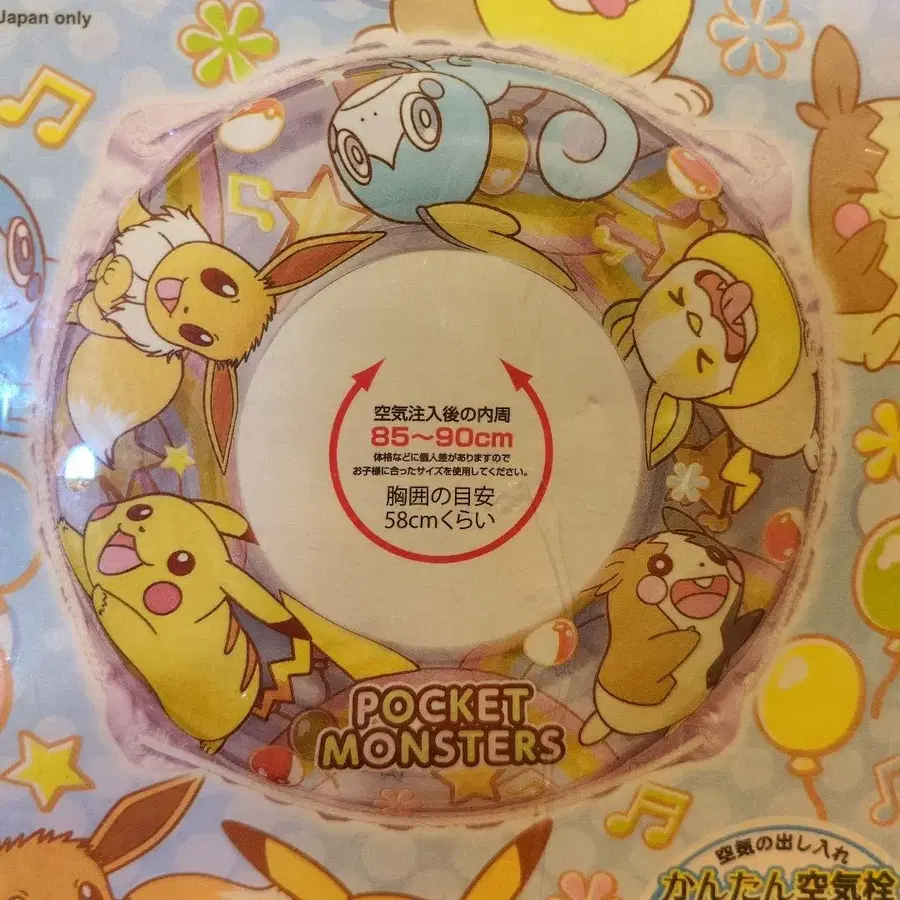 Japan only
空気注入後の内周
85～90cm
体格などに個人差がありますので
お子様に合ったサイズを使用してください。
胸囲の目安
58cmくらい
POCKET
MONSTERS
空気の出し入れ
かんたん空気栓